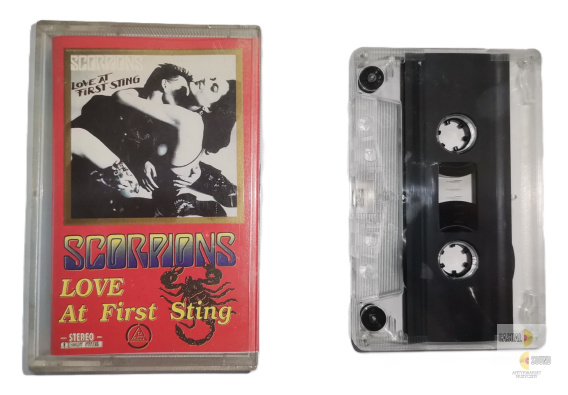 SCORPIONS
LOVE AT
FIRST STING
SCORPIONS
LOVE
At First Sting
- STEREO -